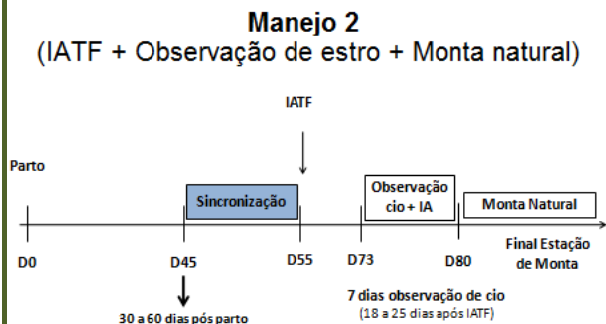 Manejo 2
(IATF + Observação de estro + Monta natural)
IATF
Parto
Sincronização
Observação
cio + IA
Monta Natural
D0
D45
D55
D73
D80
Final Estação
de Monta
30 a 60 dias pós parto
7 dias observação de cio
(18 a 25 dias após IATF)